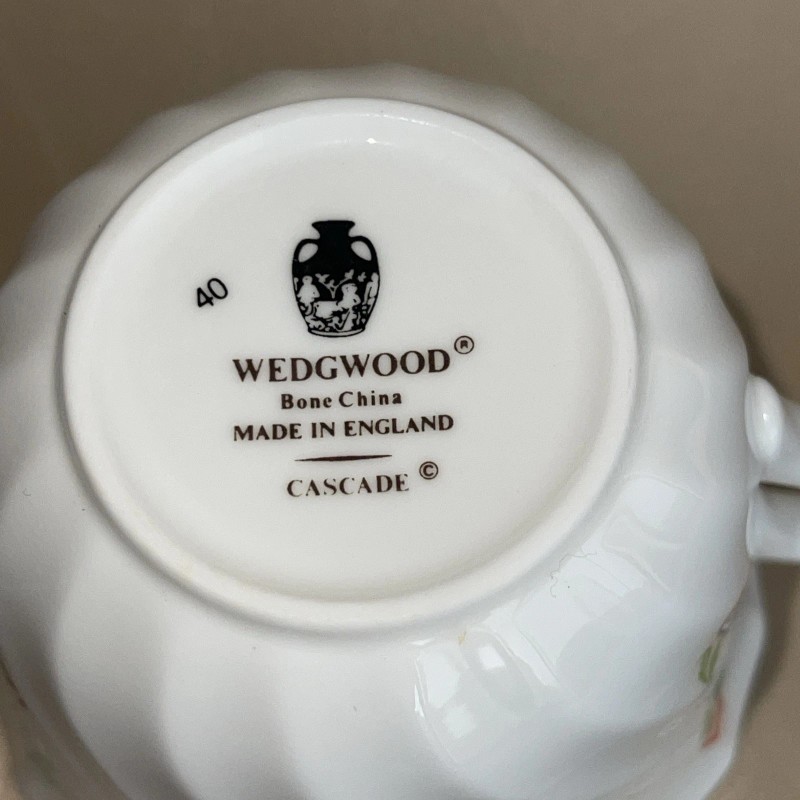 40
WEDGWOOD®
Bone China
MADE IN ENGLAND
CASCADE ©